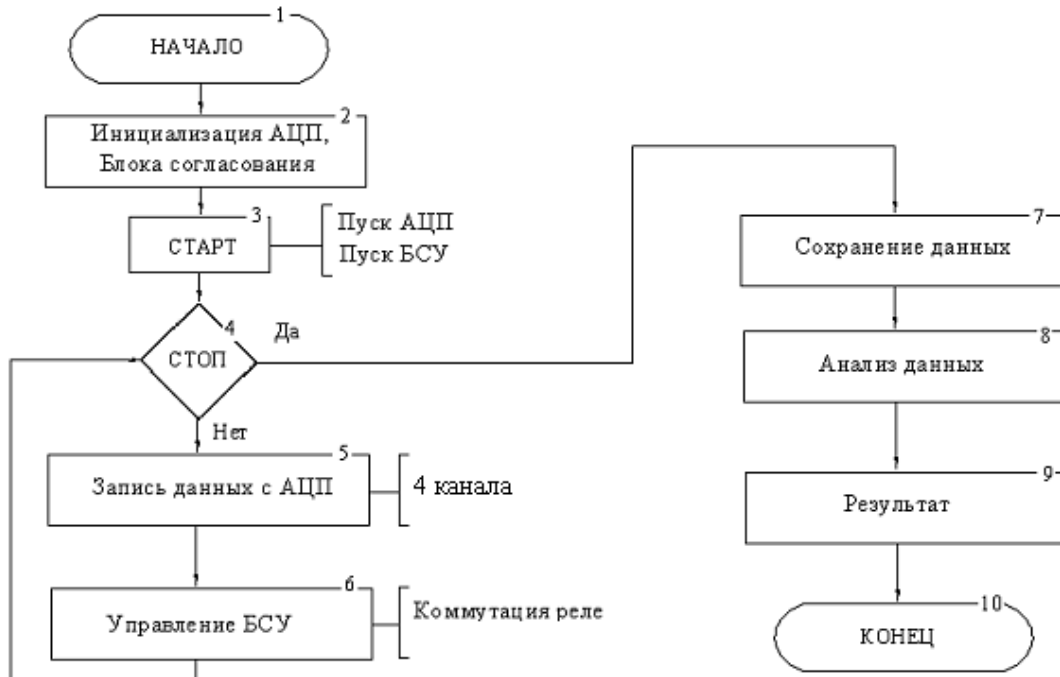 1
НАЧАЛО
2
Инициализация АЦП,
Блока согласования
3
СТАРТ
Пуск АЦП
Пуск БСУ
4
СТОП
Да
Нет
5
Запись данных с АЦП
4 канала
6
Управление БСУ
Коммутация реле
7
Сохранение данных
8
Анализ данных
9
Результат
10
КОНЕЦ